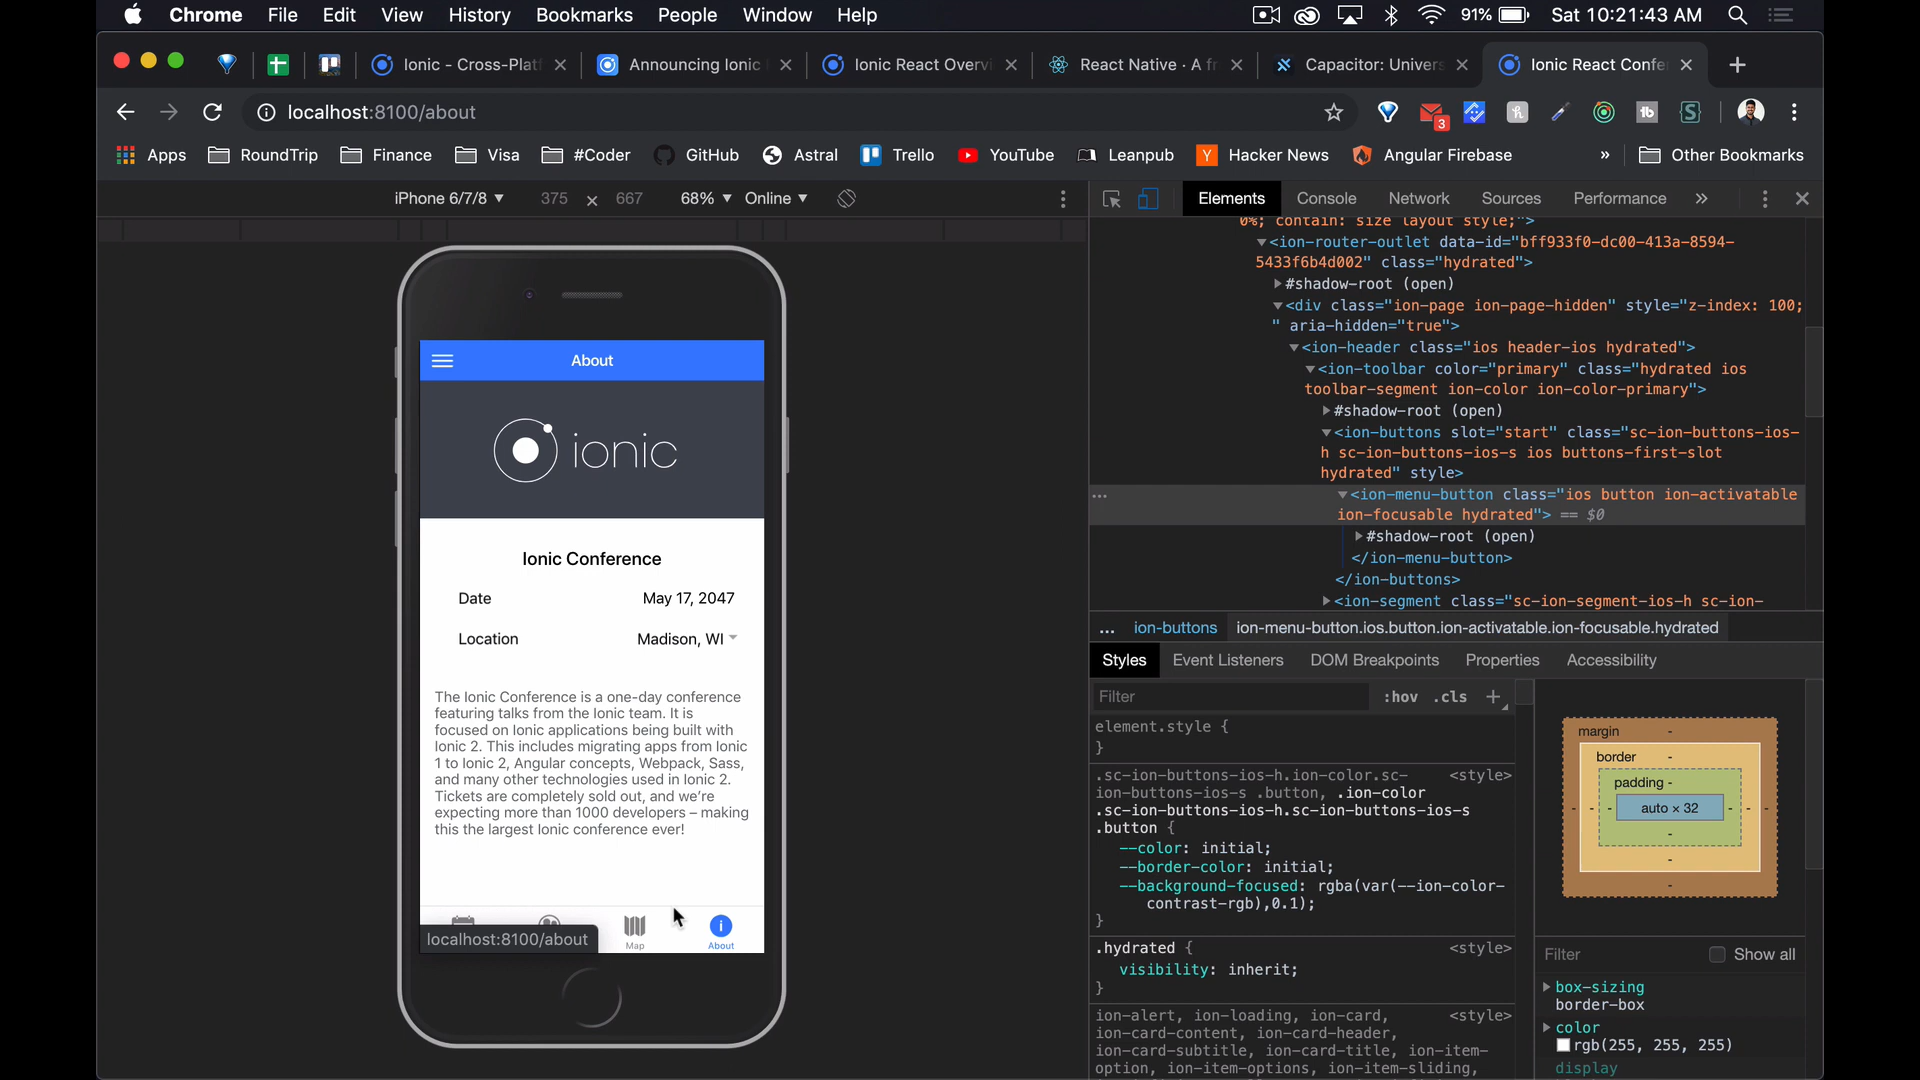 Chrome File Edit View History Bookmarks People Window Help 91% Sat 10:21:43 AM
Ionic - Cross-Platf Announcing Ionic Ionic React Overvi React Native · A fr Capacitor: Univers Ionic React Confe
localhost:8100/about 3
Apps RoundTrip Finance Visa #Coder GitHub Astral Trello YouTube Leanpub Hacker News Angular Firebase » Other Bookmarks
iPhone 6/7/8 375 × 667 68% Online
Elements Console Network Sources Performance »
About
ionic
Ionic Conference
Date May 17, 2047
Location Madison, WI
The Ionic Conference is a one-day conference
featuring talks from the Ionic team. It is
focused on Ionic applications being built with
Ionic 2. This includes migrating apps from Ionic
1 to Ionic 2, Angular concepts, Webpack, Sass,
and many other technologies used in Ionic 2.
Tickets are completely sold out, and we're
expecting more than 1000 developers – making
this the largest Ionic conference ever!
localhost:8100/about
Map
About
0%; contain: size layout style;">
<ion-router-outlet data-id="bff933f0-dc00-413a-8594-
5433f6b4d002" class="hydrated">
#shadow-root (open)
<div class="ion-page ion-page-hidden" style="z-index: 100;
" aria-hidden="true">
<ion-header class="ios header-ios hydrated">
<ion-toolbar color="primary" class="hydrated ios
toolbar-segment ion-color ion-color-primary">
#shadow-root (open)
<ion-buttons slot="start" class="sc-ion-buttons-ios-
h sc-ion-buttons-ios-s ios buttons-first-slot
hydrated" style>
<ion-menu-button class="ios button ion-activatable
ion-focusable hydrated"> == $0
#shadow-root (open)
</ion-menu-button>
</ion-buttons>
<ion-segment class="sc-ion-segment-ios-h sc-ion-
... ion-buttons ion-menu-button.ios.button.ion-activatable.ion-focusable.hydrated
Styles Event Listeners DOM Breakpoints Properties Accessibility
Filter :hov .cls +
element.style {
}
.sc-ion-buttons-ios-h.ion-color.sc- <style>
ion-buttons-ios-s .button, .ion-color
.sc-ion-buttons-ios-h.sc-ion-buttons-ios-s
.button {
--color: initial;
--border-color: initial;
--background-focused: rgba(var(--ion-color-
contrast-rgb),0.1);
}
.hydrated { <style>
visibility: inherit;
}
ion-alert, ion-loading, ion-card, <style>
ion-card-content, ion-card-header,
ion-card-subtitle, ion-card-title, ion-item-
option, ion-item-options, ion-item-sliding,
margin -
border -
padding -
- - - auto × 32 - - -
-
-
-
Filter Show all
box-sizing
border-box
color
rgb(255, 255, 255)
display